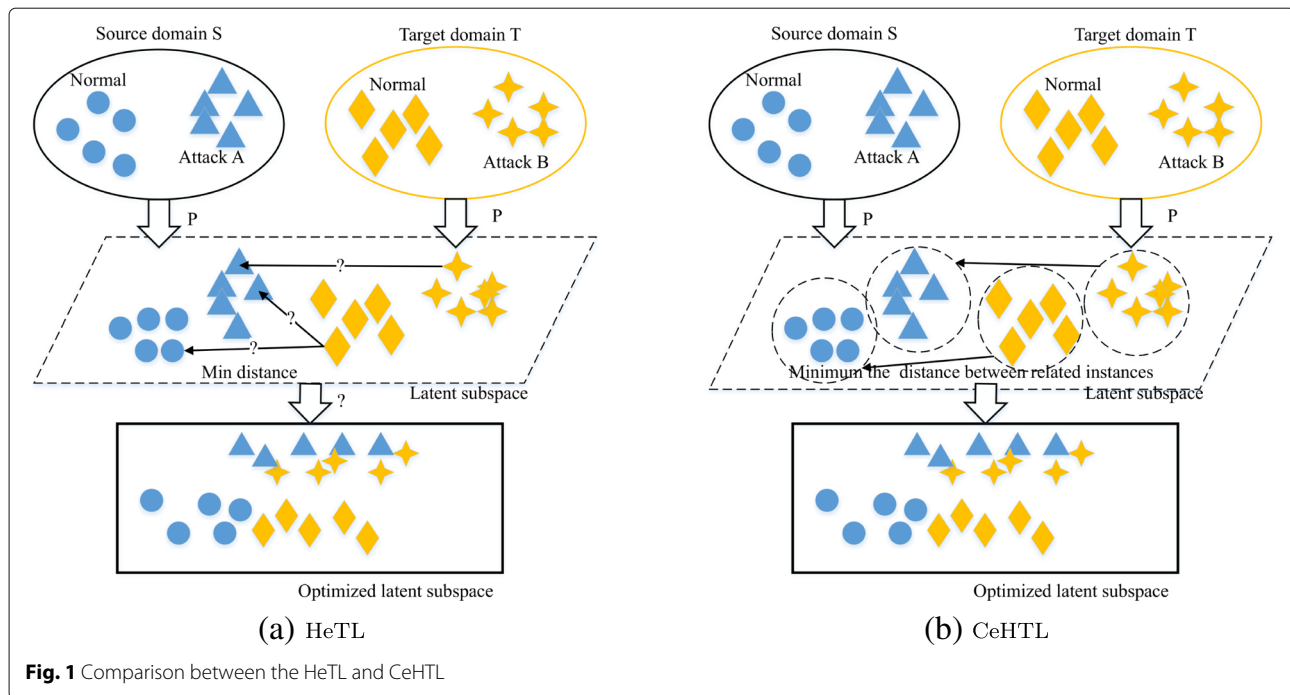 Source domain S
Target domain T
Normal
Attack A
Normal
Attack B
P
P
?
?
?
Min distance
Latent subspace
?
Optimized latent subspace
(a) HeTL
Source domain S
Target domain T
Normal
Attack A
Normal
Attack B
P
P
Minimum the distance between related instances
Latent subspace
Optimized latent subspace
(b) CeHTL
Fig. 1 Comparison between the HeTL and CeHTL